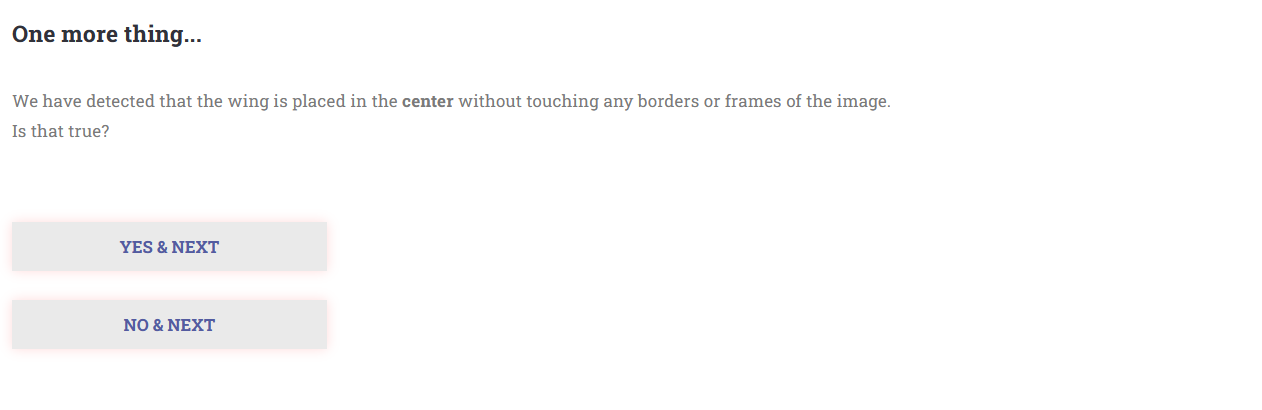 One more thing...
We have detected that the wing is placed in the center without touching any borders or frames of the image.
Is that true?
YES & NEXT
NO & NEXT